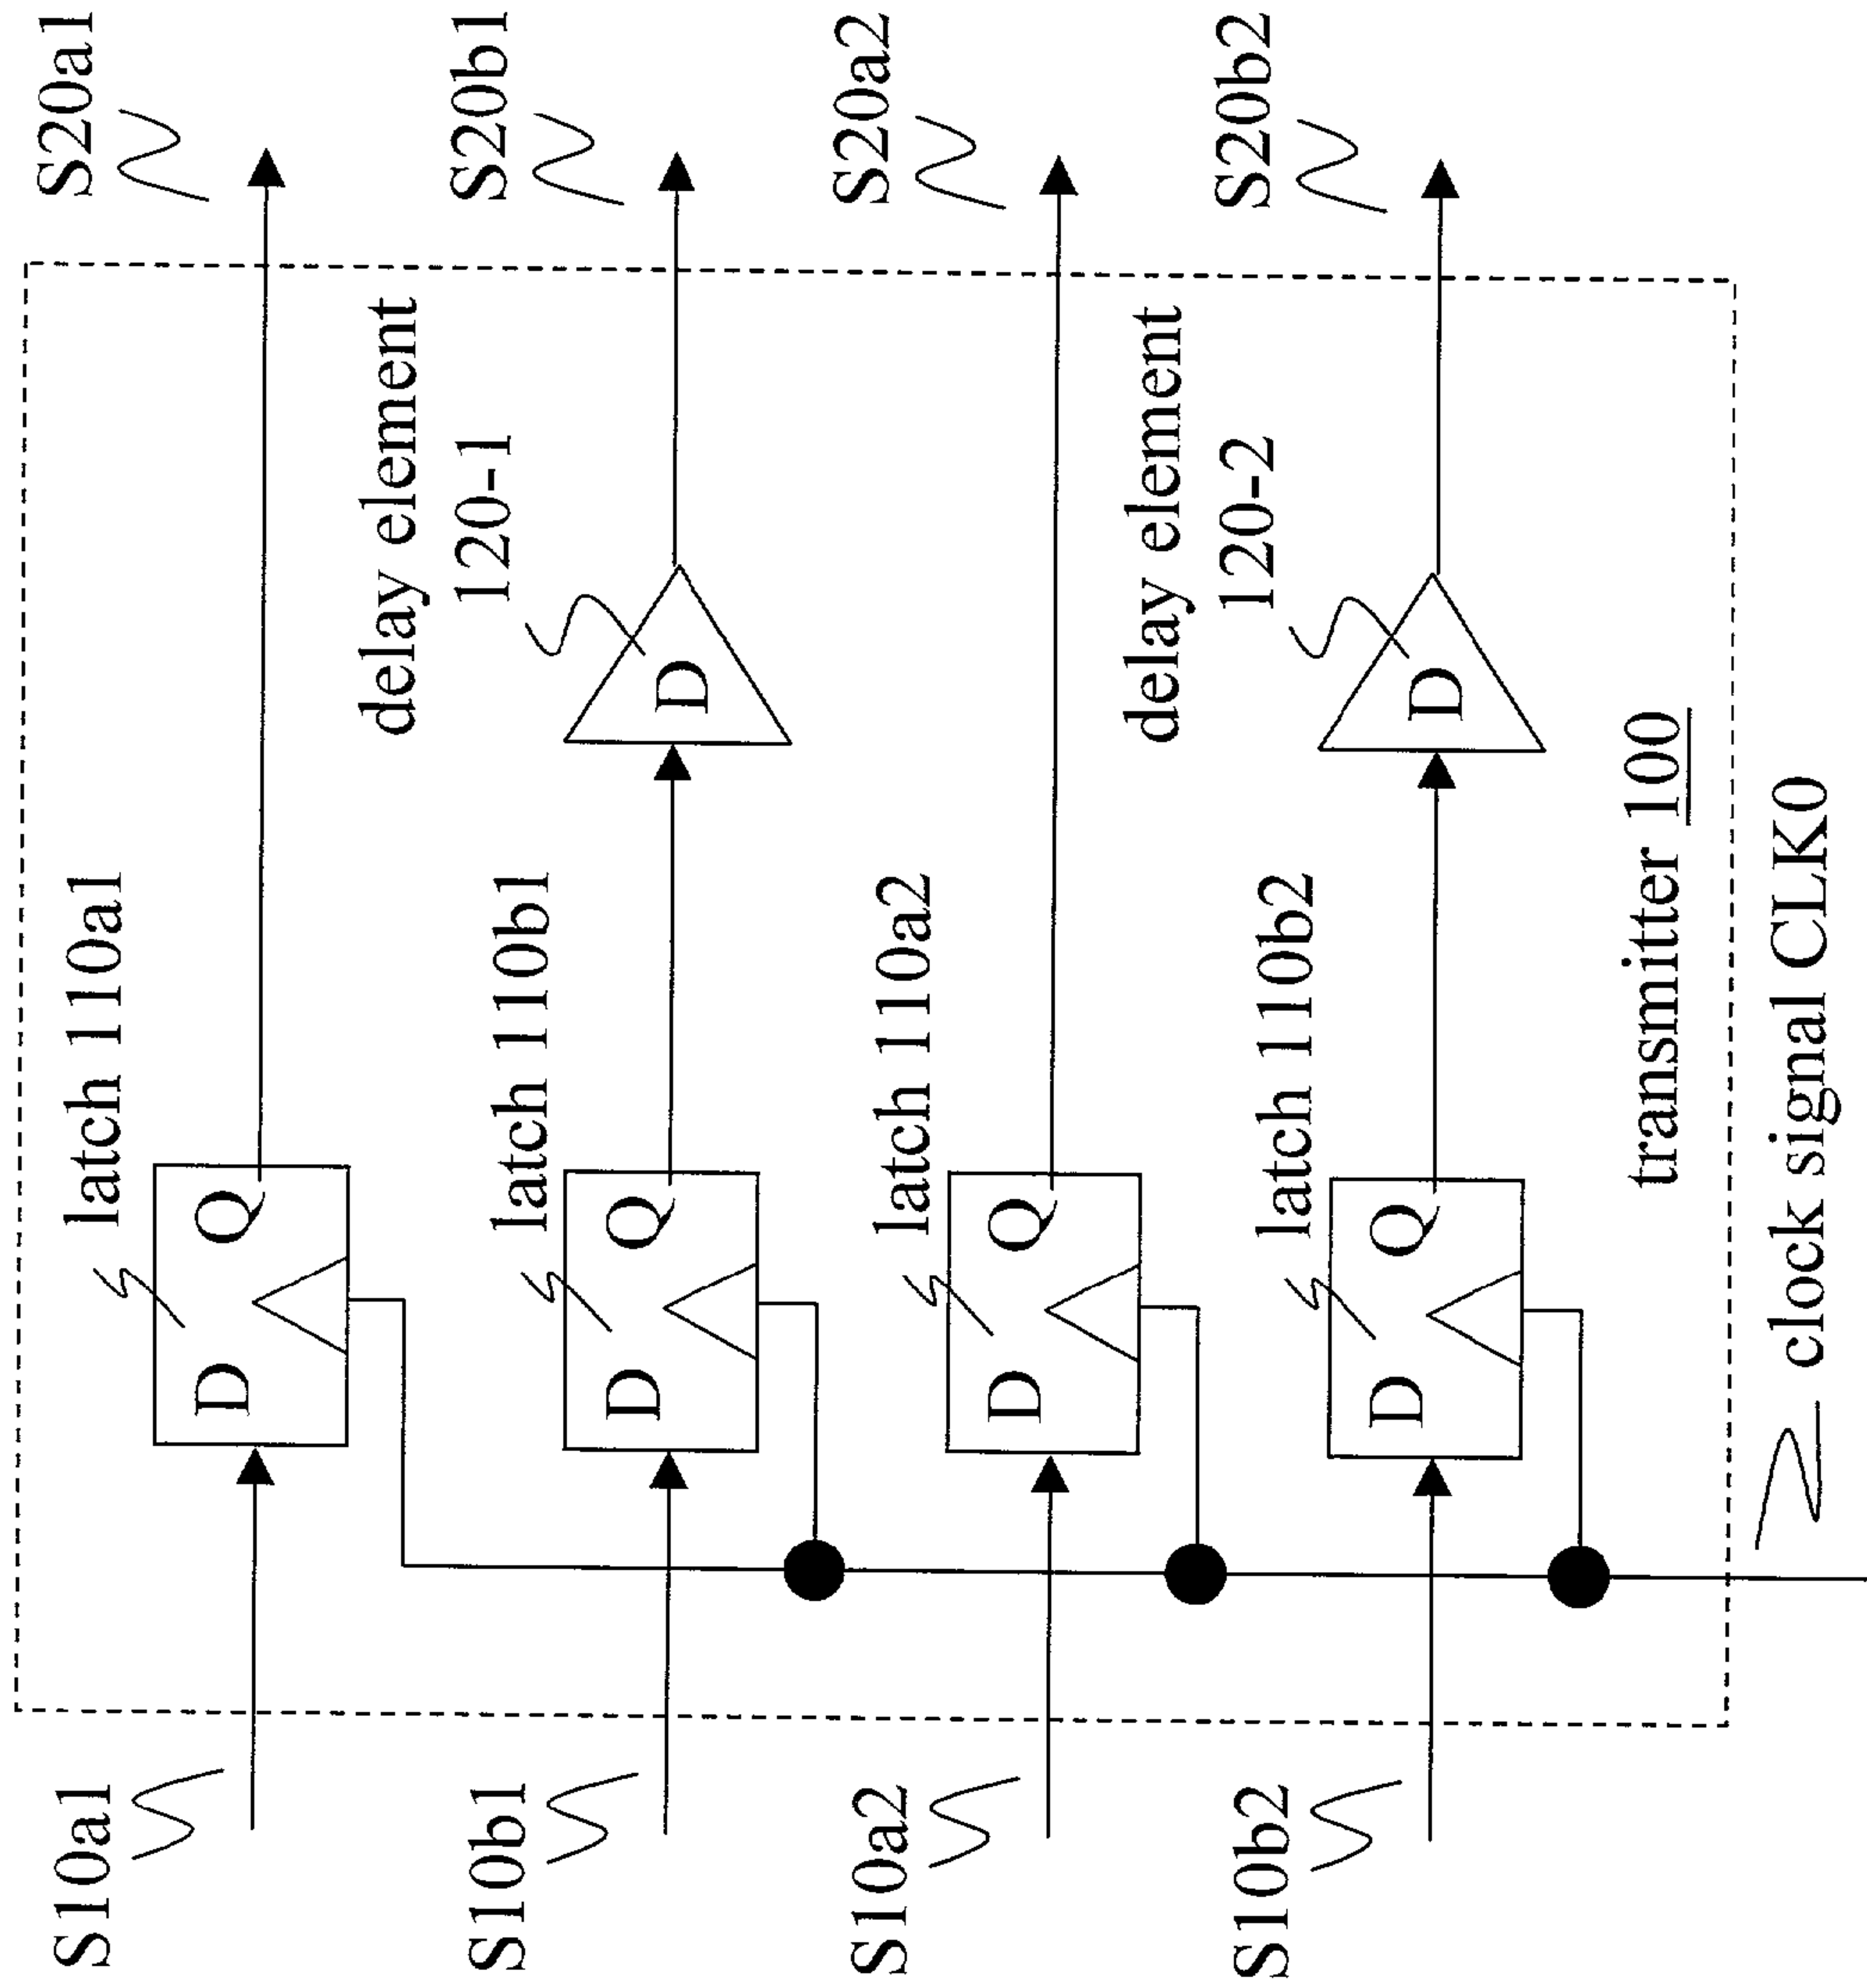 S10a1
D
Q
latch 110a1
S20a1
S10b1
D
Q
latch 110b1
delay element
120-1
D
S20b1
S10a2
D
Q
latch 110a2
S20a2
S10b2
D
Q
latch 110b2
delay element
120-2
D
S20b2
transmitter 100
clock signal CLK0